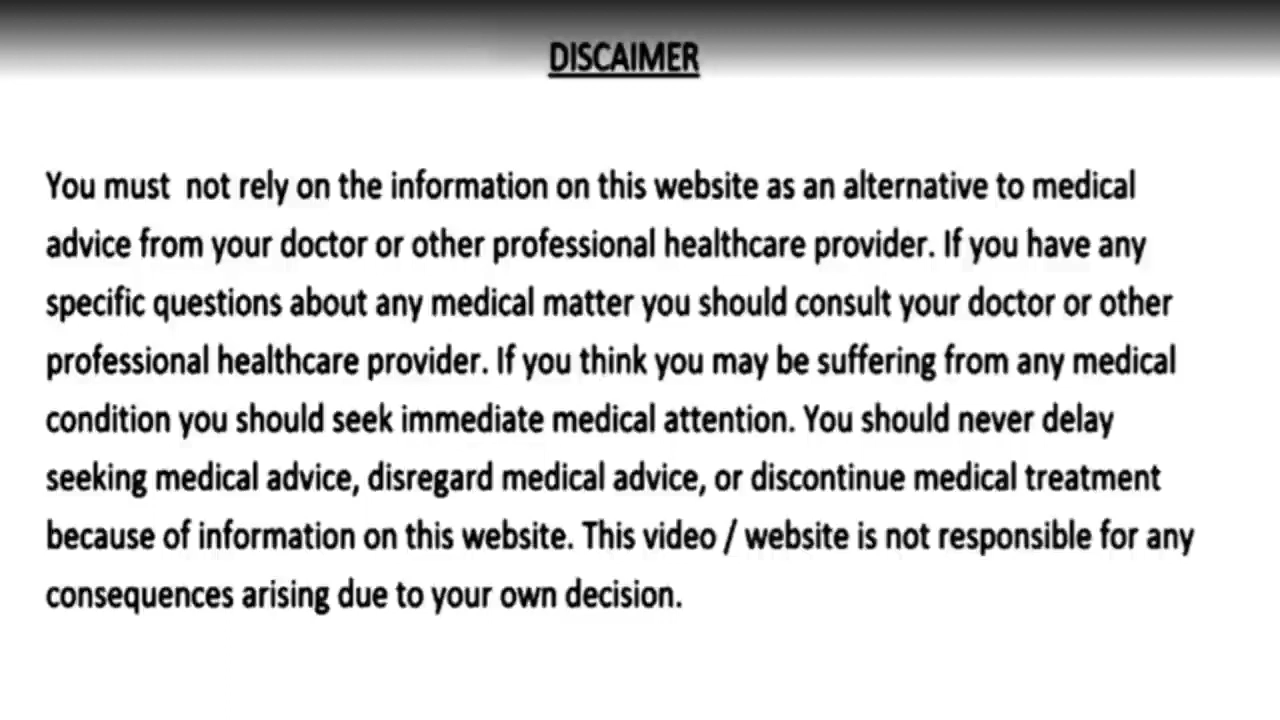 DISCAIMER
You must  not rely on the information on this website as an alternative to medical
advice from your doctor or other professional healthcare provider. If you have any
specific questions about any medical matter you should consult your doctor or other
professional healthcare provider. If you think you may be suffering from any medical
condition you should seek immediate medical attention. You should never delay
seeking medical advice, disregard medical advice, or discontinue medical treatment
because of information on this website. This video / website is not responsible for any
consequences arising due to your own decision.